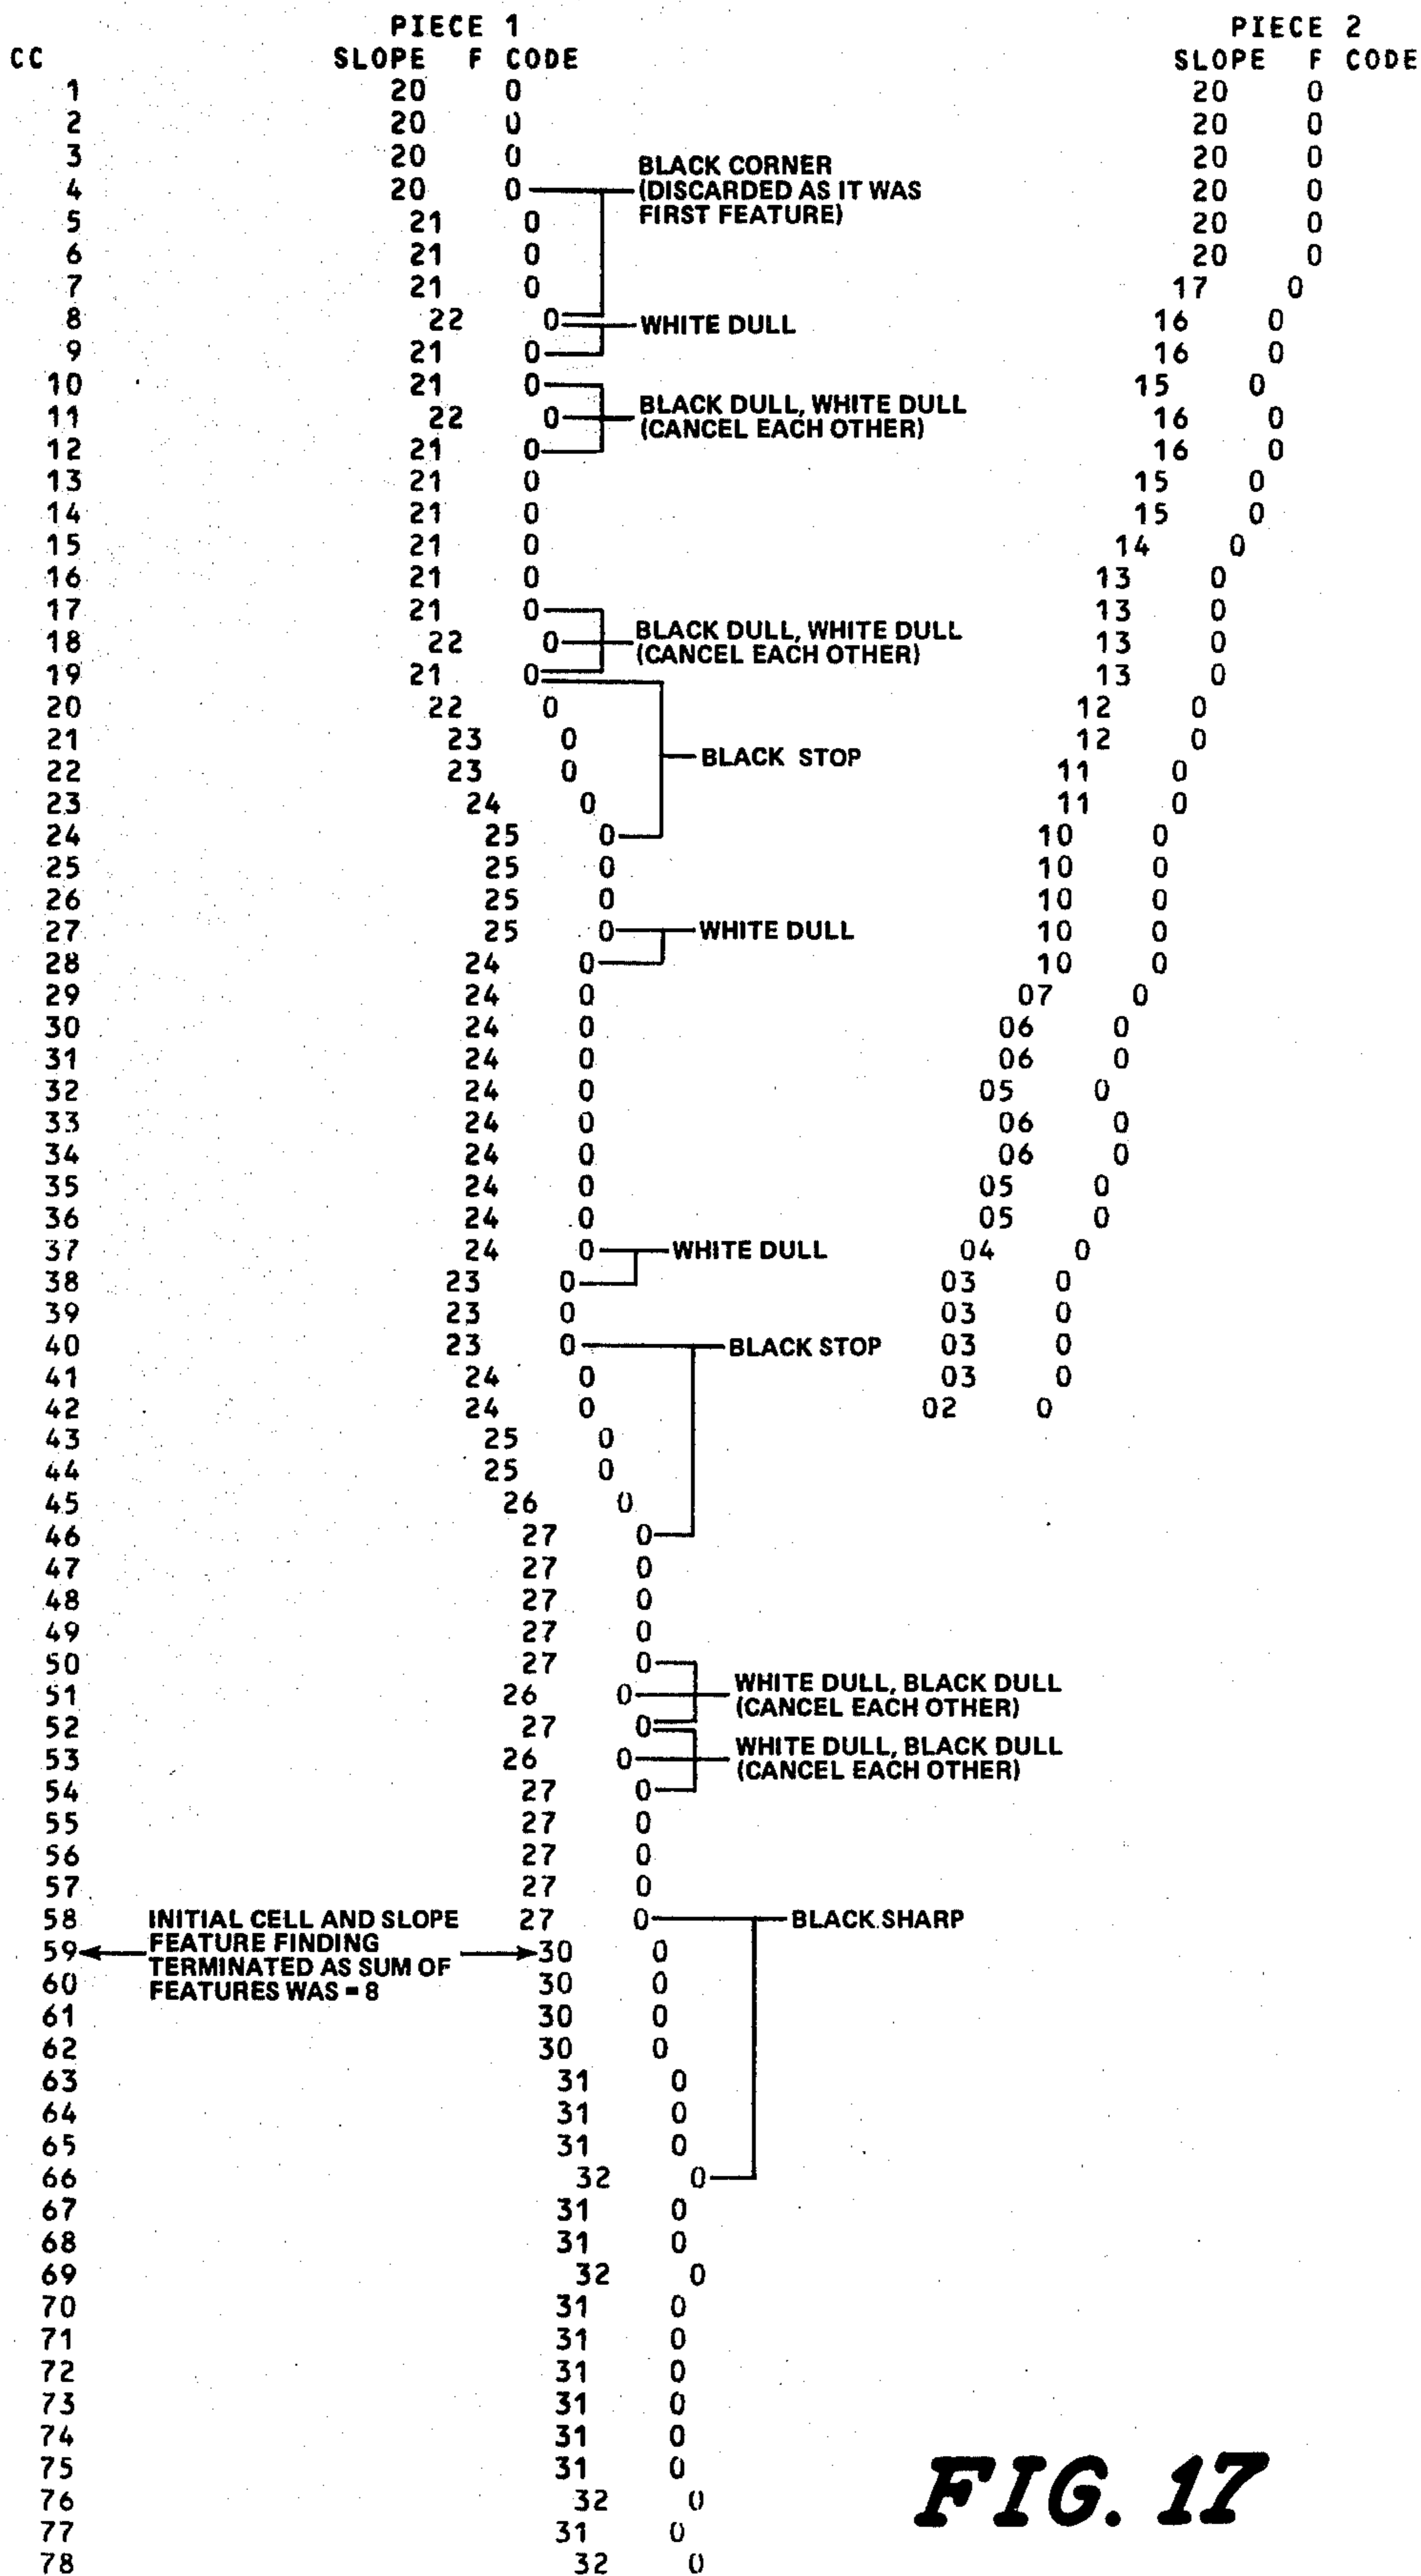 PIECE 1 PIECE 2
CC SLOPE F CODE SLOPE F CODE
1 20 0 20 0
2 20 0 20 0
3 20 0 20 0
BLACK CORNER
4 20 0 (DISCARDED AS IT WAS 20 0
FIRST FEATURE)
5 21 0 20 0
6 21 0 20 0
7 21 0 17 0
8 22 0 WHITE DULL 16 0
9 21 0 16 0
10 21 0 15 0
BLACK DULL, WHITE DULL
11 22 0 (CANCEL EACH OTHER) 16 0
12 21 0 16 0
13 21 0 15 0
14 21 0 15 0
15 21 0 14 0
16 21 0 13 0
17 21 0 13 0
BLACK DULL, WHITE DULL
18 22 0 (CANCEL EACH OTHER) 13 0
19 21 0 13 0
20 22 0 12 0
21 23 0 BLACK STOP 12 0
22 23 0 11 0
23 24 0 11 0
24 25 0 10 0
25 25 0 10 0
26 25 0 10 0
27 25 0 WHITE DULL 10 0
28 24 0 10 0
29 24 0 07 0
30 24 0 06 0
31 24 0 06 0
32 24 0 05 0
33 24 0 06 0
34 24 0 06 0
35 24 0 05 0
36 24 0 05 0
37 24 0 WHITE DULL 04 0
38 23 0 03 0
39 23 0 03 0
40 23 0 BLACK STOP 03 0
41 24 0 03 0
42 24 0 02 0
43 25 0
44 25 0
45 26 0
46 27 0
47 27 0
48 27 0
49 27 0
50 27 0
WHITE DULL, BLACK DULL
51 26 0 (CANCEL EACH OTHER)
52 27 0
WHITE DULL, BLACK DULL
53 26 0 (CANCEL EACH OTHER)
54 27 0
55 27 0
56 27 0
57 27 0
58 INITIAL CELL AND SLOPE 27 0 BLACK SHARP
59 FEATURE FINDING 30 0
TERMINATED AS SUM OF
60 FEATURES WAS = 8 30 0
61 30 0
62 30 0
63 31 0
64 31 0
65 31 0
66 32 0
67 31 0
68 31 0
69 32 0
70 31 0
71 31 0
72 31 0
73 31 0
74 31 0
75 31 0
76 32 0
77 31 0
78 32 0
FIG. 17